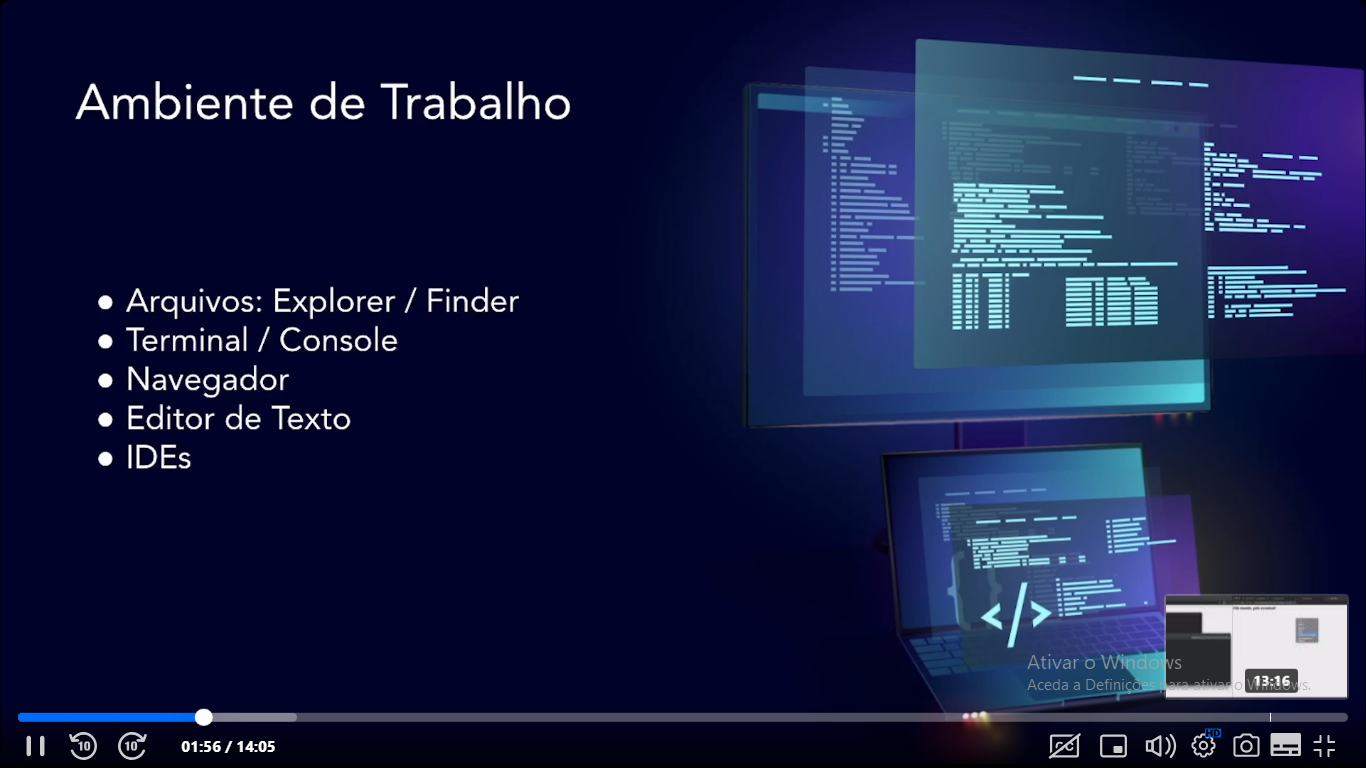 Ambiente de Trabalho
● Arquivos: Explorer / Finder
● Terminal / Console
● Navegador
● Editor de Texto
● IDEs
</>
Ativar o Windows
Aceda a Definições para ativar o Windows.
13:16
10
10
01:56 / 14:05
CC
HD